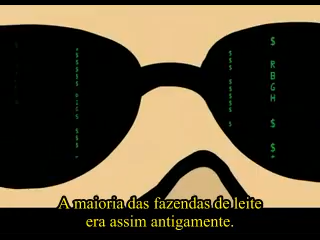 $
R
B
G
H
$
$
A maioria das fazendas de leite
era assim antigamente.